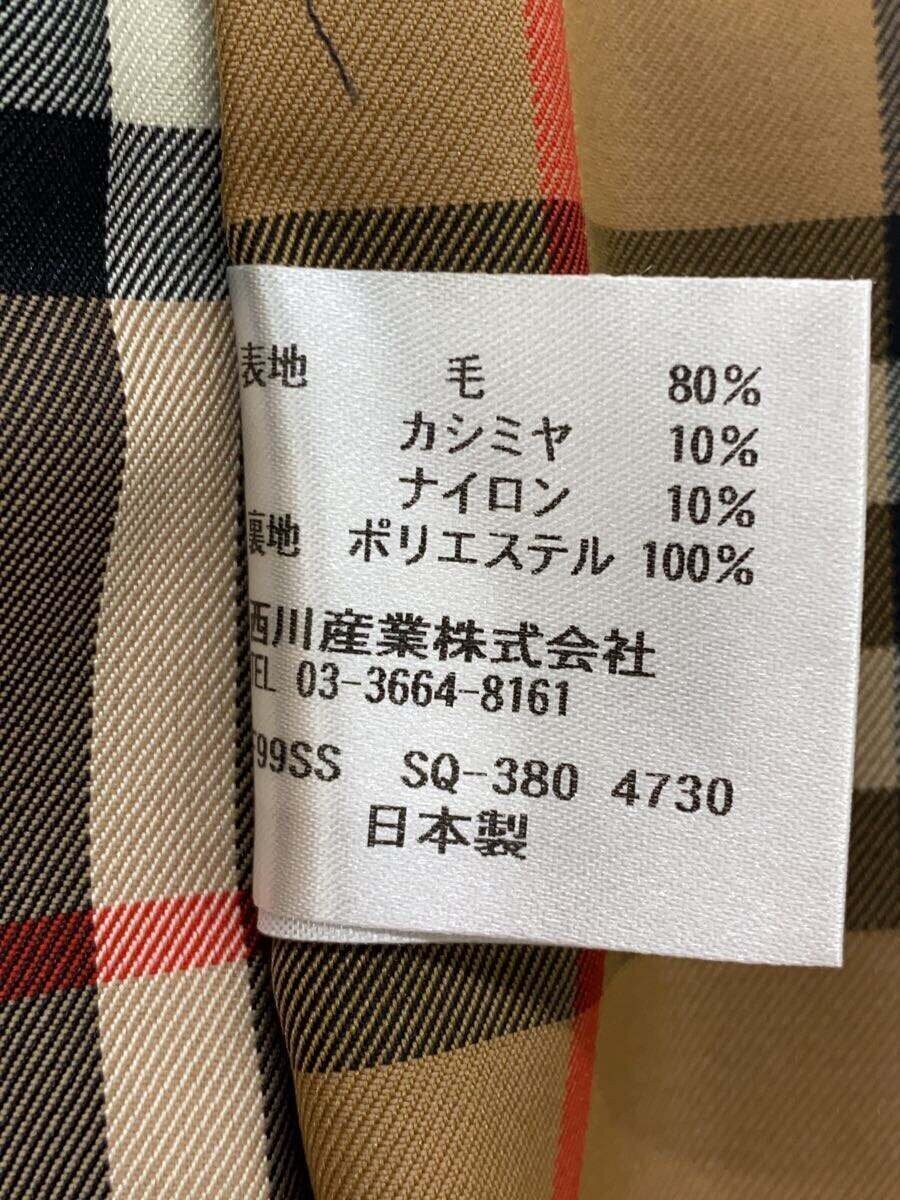 表地 毛 80%
カシミヤ 10%
ナイロン 10%
裏地 ポリエステル 100%
西川産業株式会社
TEL 03-3664-8161
99SS SQ-380 4730
日本製